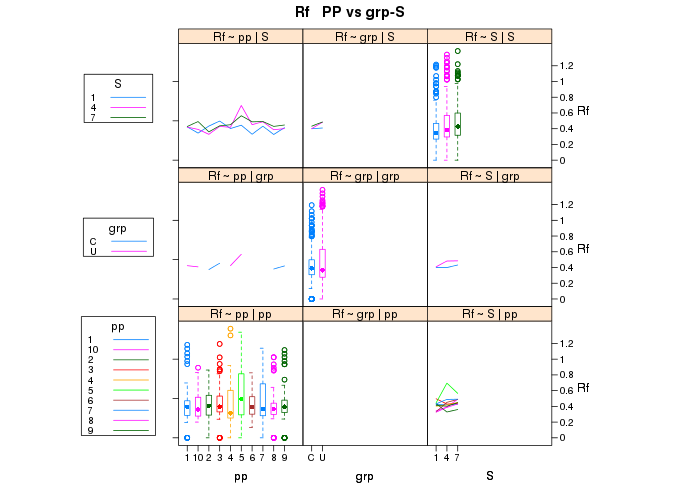 Rf   PP vs grp-S
Rf ~ pp | S
Rf ~ grp | S
Rf ~ S | S
S
1
4
7
1.2
1
0.8
0.6
0.4
0.2
0
Rf
Rf ~ pp | grp
Rf ~ grp | grp
Rf ~ S | grp
grp
C
U
1.2
1
0.8
0.6
0.4
0.2
0
Rf
Rf ~ pp | pp
Rf ~ grp | pp
Rf ~ S | pp
pp
1
10
2
3
4
5
6
7
8
9
1.2
1
0.8
0.6
0.4
0.2
0
Rf
1 10 2 3 4 5 6 7 8 9
C U
1 4 7
pp
grp
S